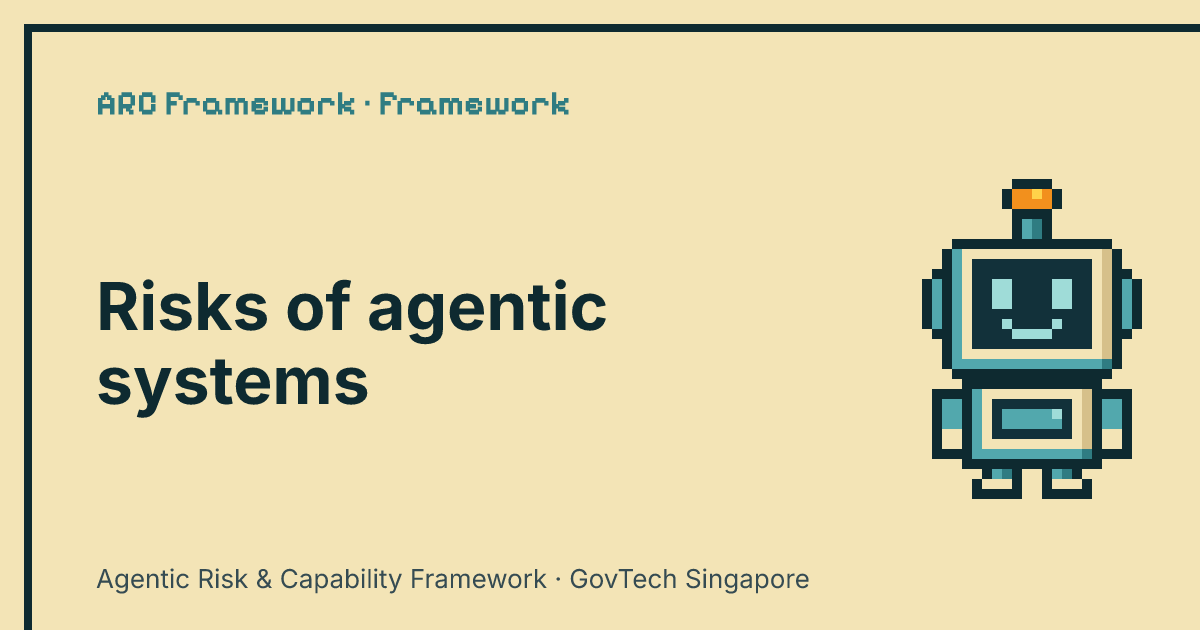 ARC Framework · Framework
Risks of agentic
systems
Agentic Risk & Capability Framework · GovTech Singapore